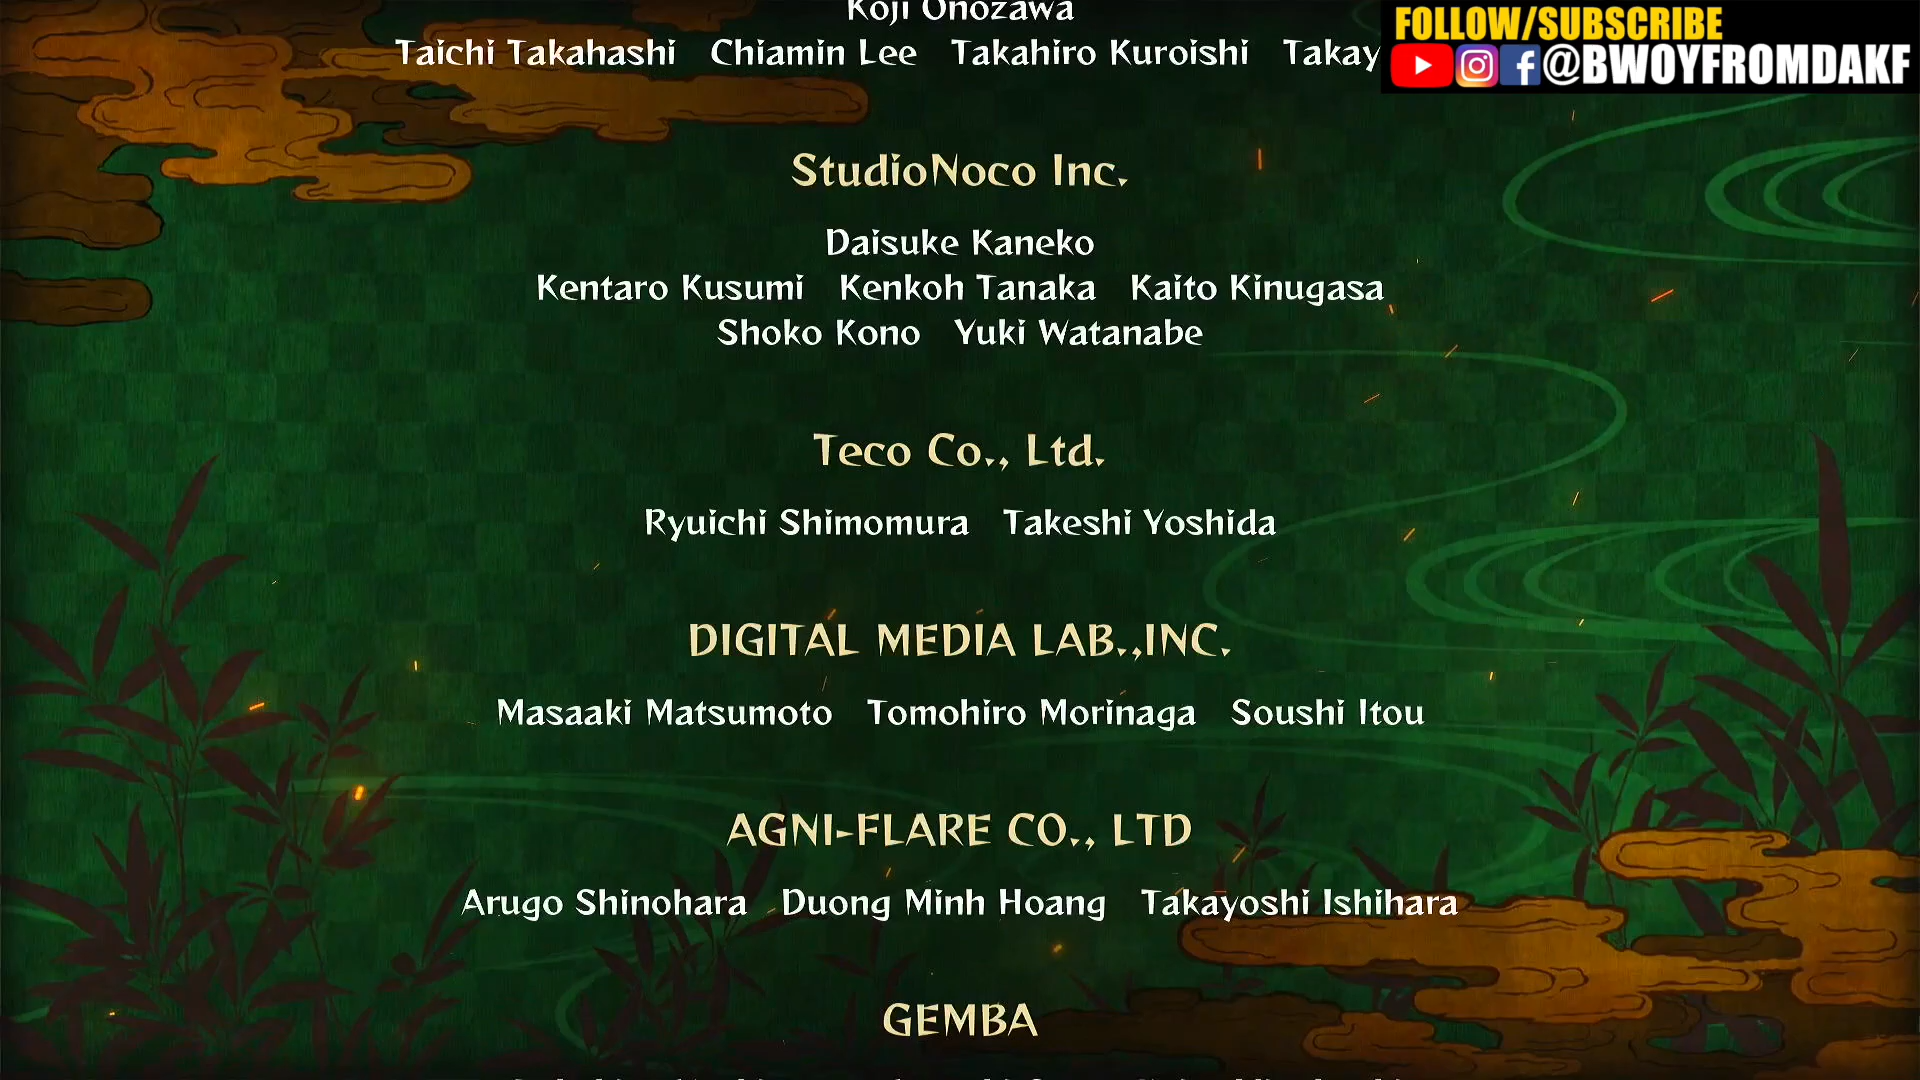 Koji Onozawa
Taichi Takahashi Chiamin Lee Takahiro Kuroishi Takay
FOLLOW/SUBSCRIBE
@BWOYFROMDAKF
StudioNoco Inc.
Daisuke Kaneko
Kentaro Kusumi Kenkoh Tanaka Kaito Kinugasa
Shoko Kono Yuki Watanabe
Teco Co., Ltd.
Ryuichi Shimomura Takeshi Yoshida
DIGITAL MEDIA LAB.,INC.
Masaaki Matsumoto Tomohiro Morinaga Soushi Itou
AGNI-FLARE CO., LTD
Arugo Shinohara Duong Minh Hoang Takayoshi Ishihara
GEMBA